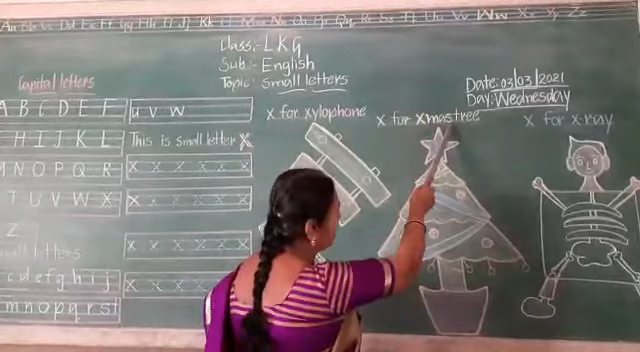 Class:- LKG
Sub:- English
Topic: small letters
Date: 03/03/2021
Day: Wednesday
Capital letters
A B C D E F
H I J K L
M N O P Q R
T U V W X
Z
small letters
c d e f g h i j
m n o p q r s t
u v w
This is small letter x
x x x x x x
x x x x x x
x x x x x x
x
x for xylophone
x for xmastree
x for x-ray